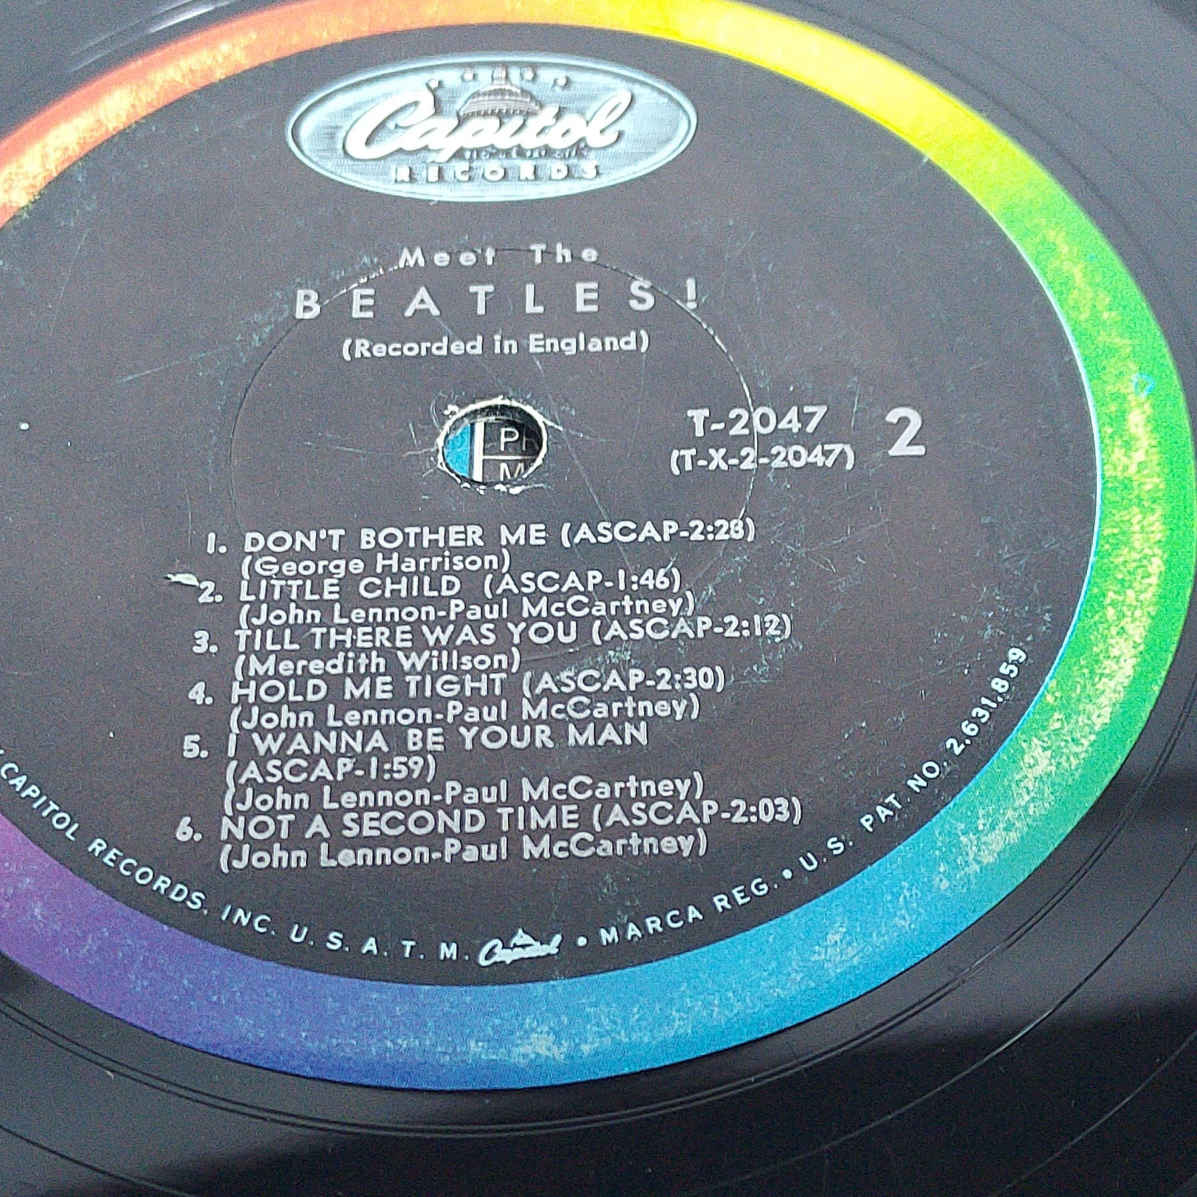 Capitol
RECORDS
Meet The
BEATLES!
(Recorded in England)
T-2047
(T-X-2-2047)
2
1. DON'T BOTHER ME (ASCAP-2:28)
(George Harrison)
2. LITTLE CHILD (ASCAP-1:46)
(John Lennon-Paul McCartney)
3. TILL THERE WAS YOU (ASCAP-2:12)
(Meredith Willson)
4. HOLD ME TIGHT (ASCAP-2:30)
(John Lennon-Paul McCartney)
5. I WANNA BE YOUR MAN
(ASCAP-1:59)
(John Lennon-Paul McCartney)
6. NOT A SECOND TIME (ASCAP-2:03)
(John Lennon-Paul McCartney)
CAPITOL RECORDS, INC. U. S. A. T. M. Capitol • MARCA REG. • U. S. PAT. NO. 2,631,859